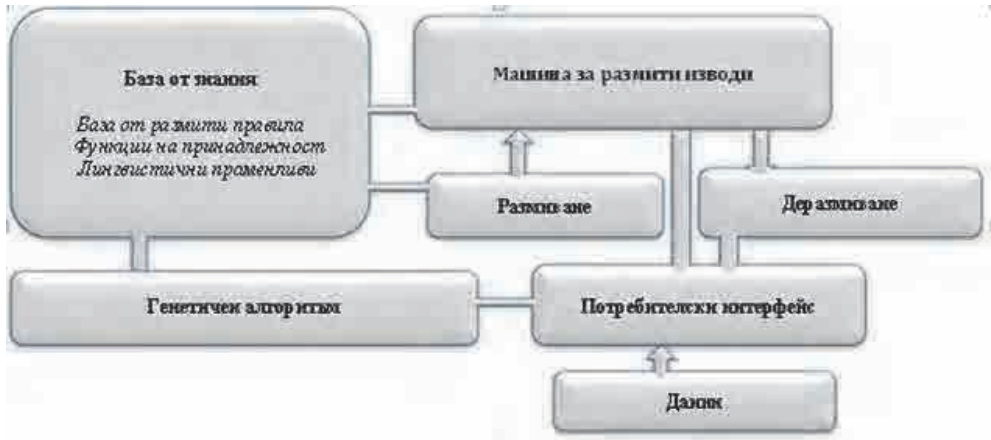 База от знания
Машина за размити изводи
База от размити правила
Функции на принадлежност
Лингвистични променливи
Размиване
Деразмиване
Генетичен алгоритъм
Потребителски интерфейс
Данни